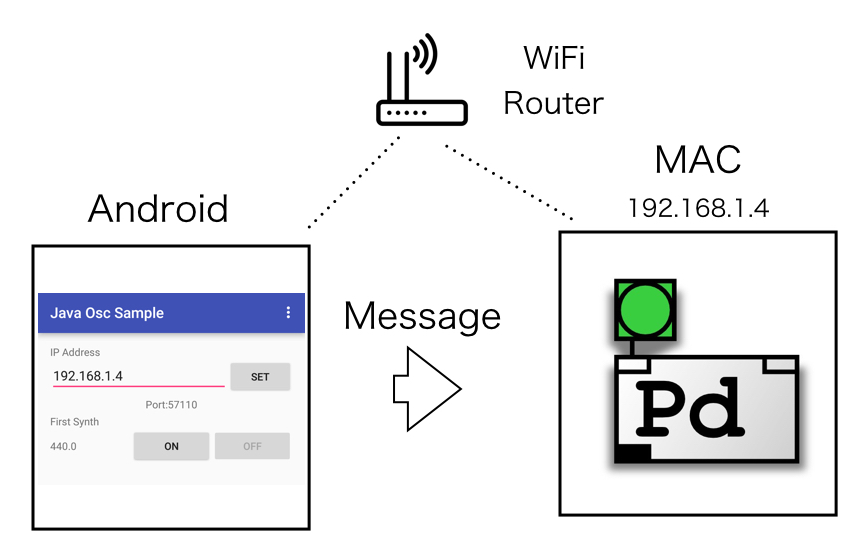 WiFi
Router
MAC
192.168.1.4
Android
Java Osc Sample
IP Address
192.168.1.4
SET
Port:57110
First Synth
440.0
ON
OFF
Message
Pd